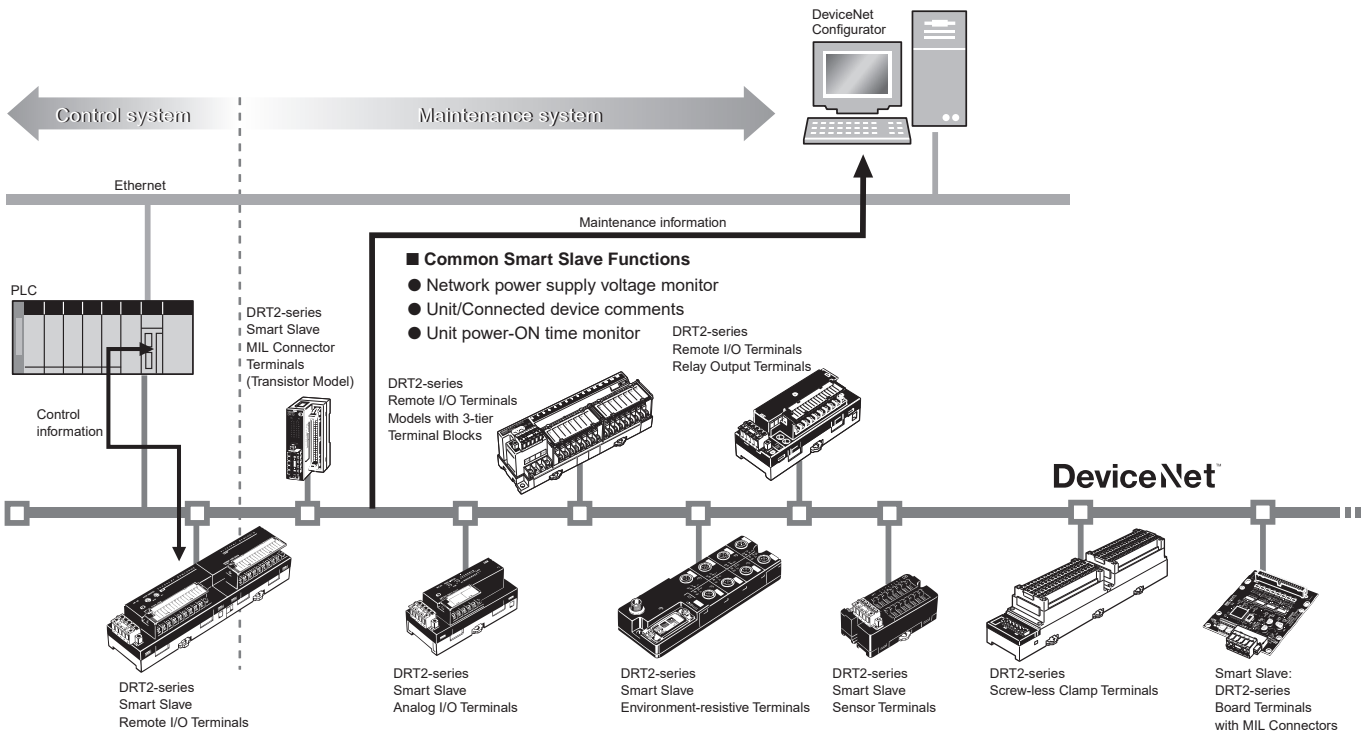 DeviceNet
Configurator
Control system
Maintenance system
Ethernet
Maintenance information
■ Common Smart Slave Functions
● Network power supply voltage monitor
● Unit/Connected device comments
● Unit power-ON time monitor
PLC
Control
information
DRT2-series
Smart Slave
MIL Connector
Terminals
(Transistor Model)
DRT2-series
Remote I/O Terminals
Models with 3-tier
Terminal Blocks
DRT2-series
Remote I/O Terminals
Relay Output Terminals
DeviceNet™
DRT2-series
Smart Slave
Remote I/O Terminals
DRT2-series
Smart Slave
Analog I/O Terminals
DRT2-series
Smart Slave
Environment-resistive Terminals
DRT2-series
Smart Slave
Sensor Terminals
DRT2-series
Screw-less Clamp Terminals
Smart Slave:
DRT2-series
Board Terminals
with MIL Connectors